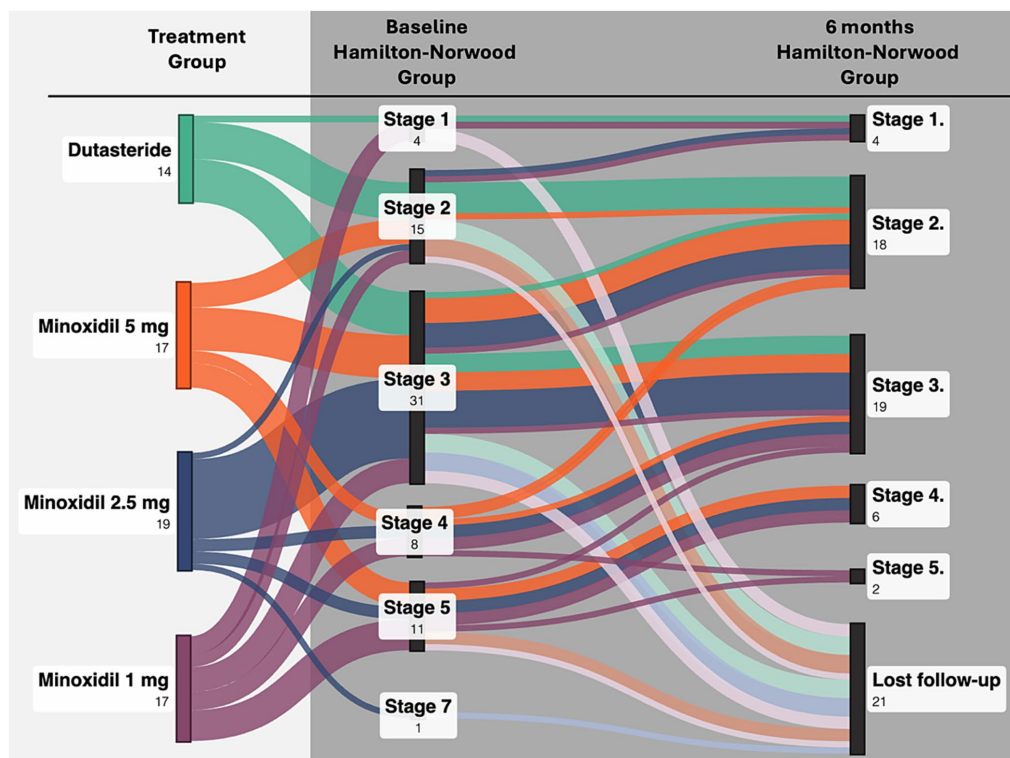 Treatment
Group
Baseline
Hamilton-Norwood
Group
6 months
Hamilton-Norwood
Group
Dutasteride
14
Minoxidil 5 mg
17
Minoxidil 2.5 mg
19
Minoxidil 1 mg
17
Stage 1
4
Stage 2
15
Stage 3
31
Stage 4
8
Stage 5
11
Stage 7
1
Stage 1.
4
Stage 2.
18
Stage 3.
19
Stage 4.
6
Stage 5.
2
Lost follow-up
21